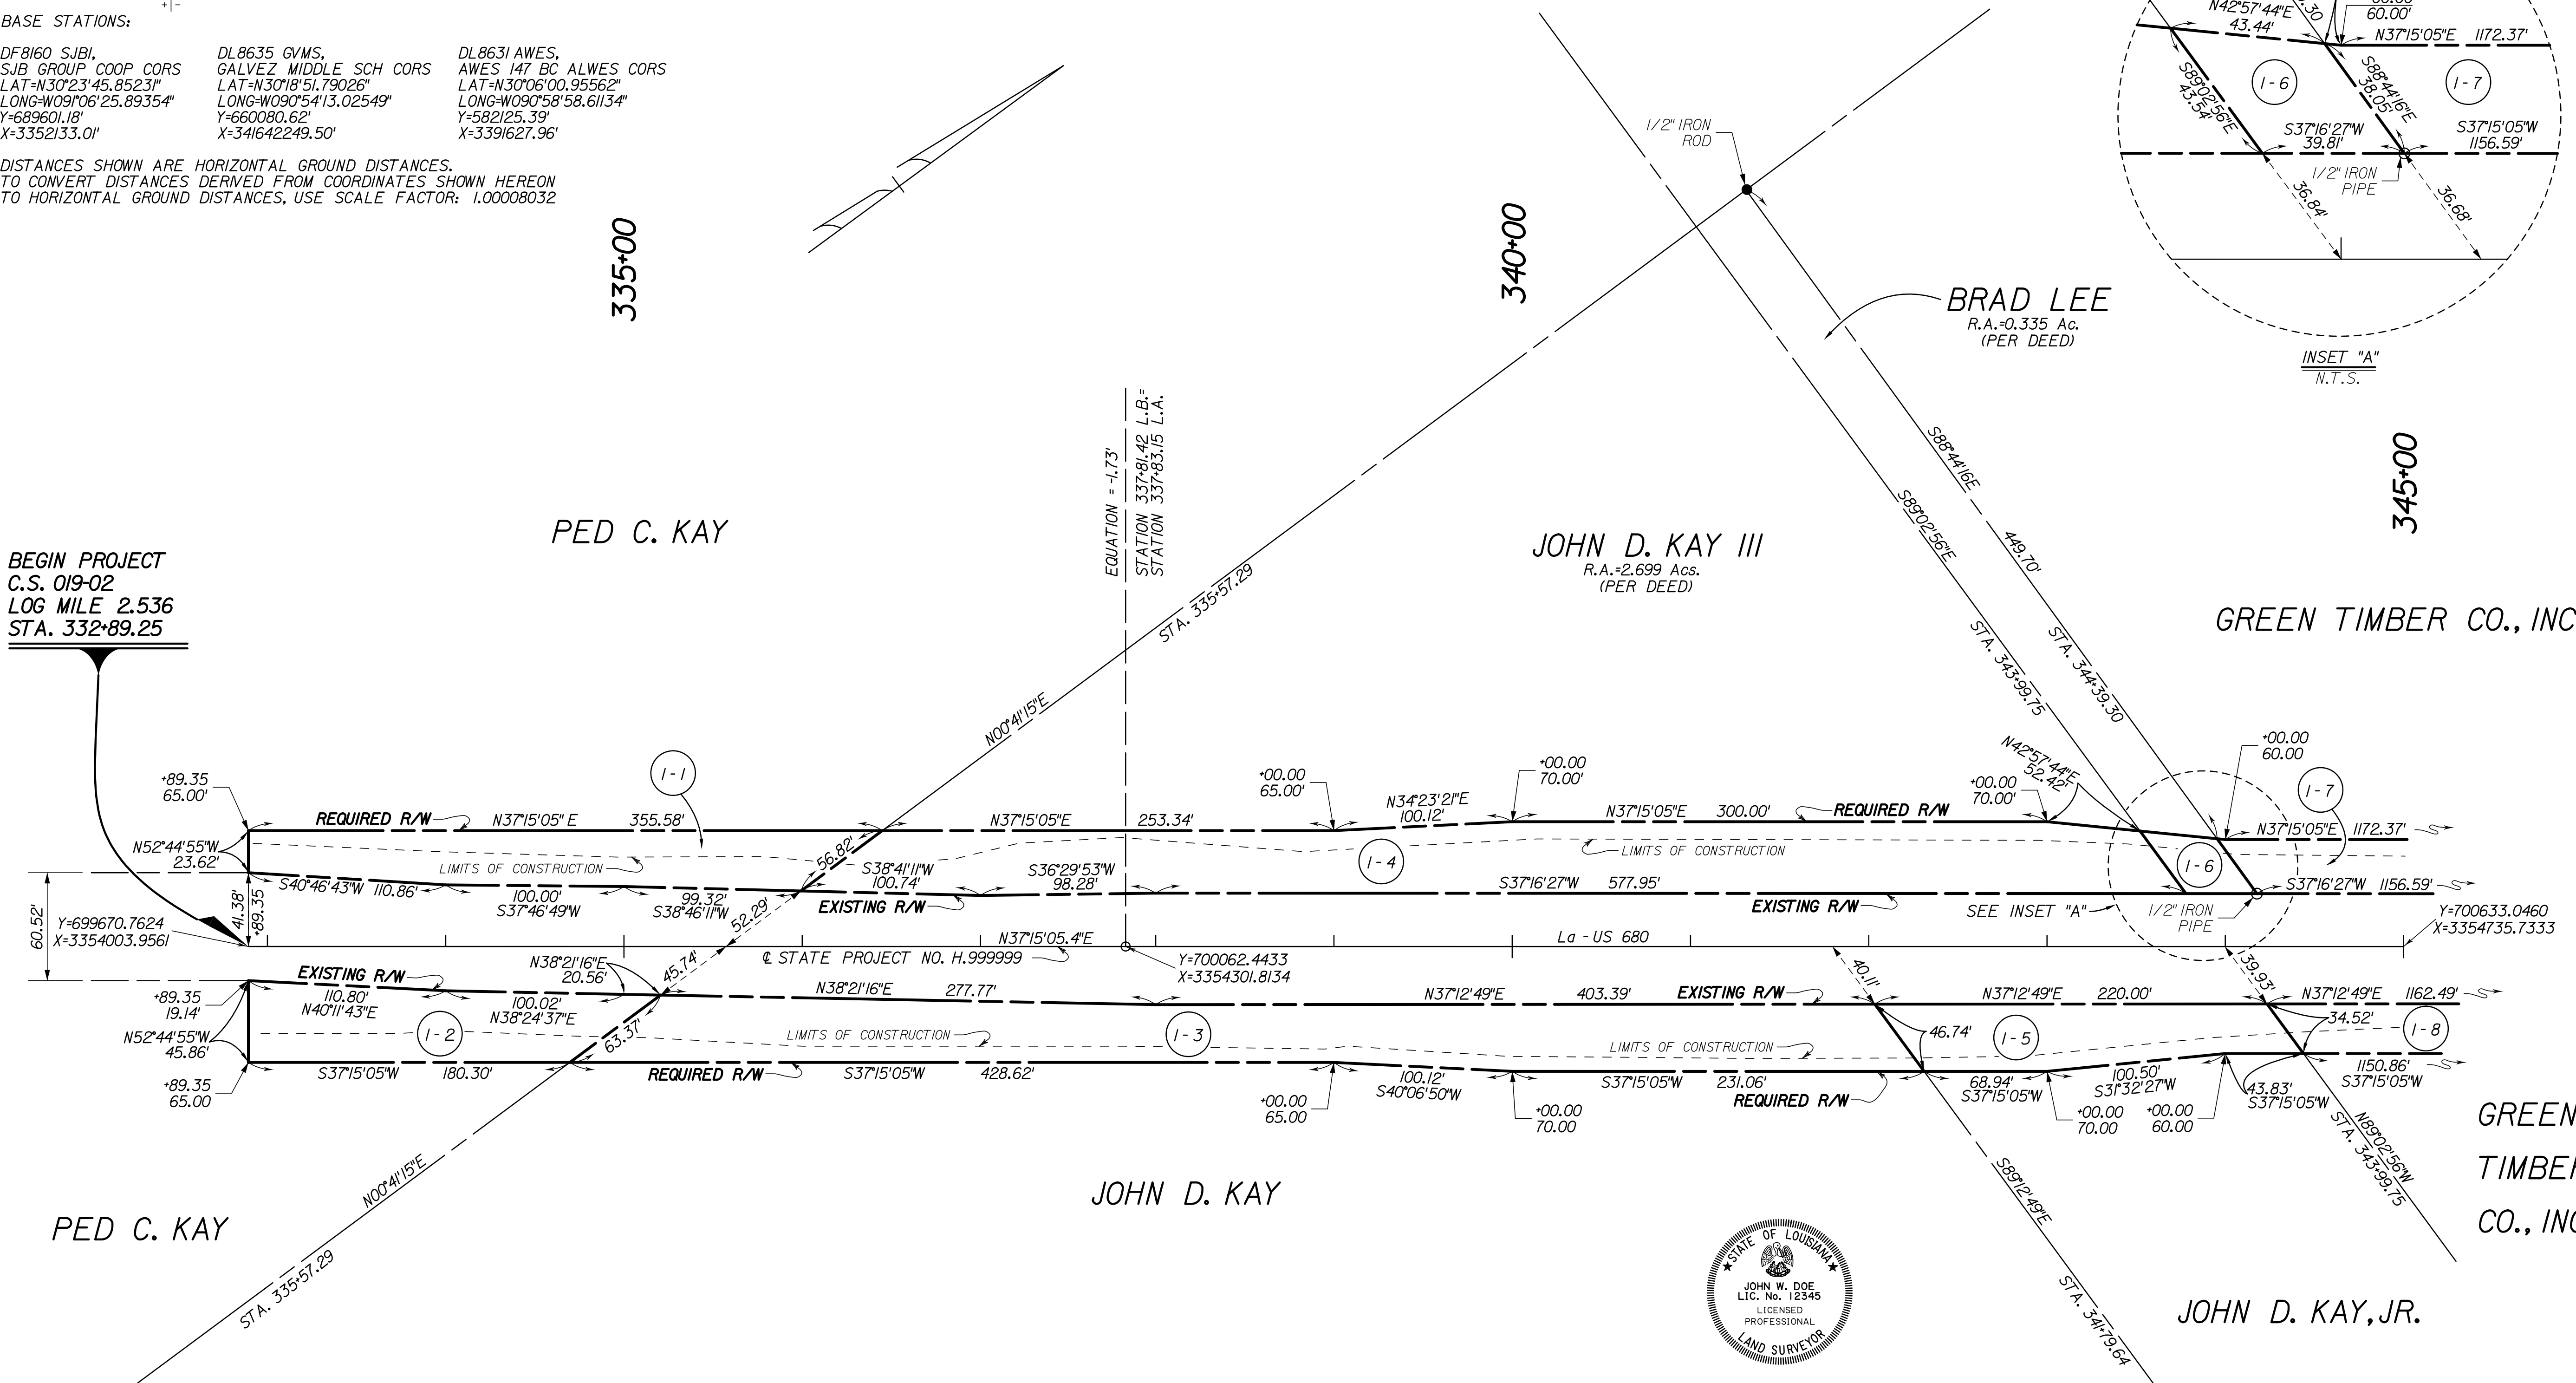 +|-
BASE STATIONS:
DF8160 SJB1,
SJB GROUP COOP CORS
LAT=N30°23'45.85231"
LONG=W091°06'25.89354"
Y=689601.18'
X=3352133.01'
DL8635 GVMS,
GALVEZ MIDDLE SCH CORS
LAT=N30°18'51.79026"
LONG=W090°54'13.02549"
Y=660080.62'
X=341642249.50'
DL8631 AWES,
AWES 147 BC ALWES CORS
LAT=N30°06'00.95562"
LONG=W090°58'58.61134"
Y=582125.39'
X=3391627.96'
DISTANCES SHOWN ARE HORIZONTAL GROUND DISTANCES.
TO CONVERT DISTANCES DERIVED FROM COORDINATES SHOWN HEREON
TO HORIZONTAL GROUND DISTANCES, USE SCALE FACTOR: 1.00008032
335+00
340+00
345+00
1/2" IRON
ROD
BRAD LEE
R.A.=0.335 Ac.
(PER DEED)
N42°57'44"E
43.44'
60.00'
N37°15'05"E 1172.37'
S89°02'56"E
43.54'
1-6
S88°44'16"E
38.05'
1-7
S37°16'27"W
39.81'
S37°15'05"W
1156.59'
1/2" IRON
PIPE
36.84'
36.68'
INSET "A"
N.T.S.
EQUATION = -1.73'
STATION 337+81.42 L.B.=
STATION 337+83.15 L.A.
PED C. KAY
JOHN D. KAY III
R.A.=2.699 Acs.
(PER DEED)
S88°44'16E
449.70'
STA. 344+39.30
S89°02'56"E
STA. 343+99.75
GREEN TIMBER CO., INC
BEGIN PROJECT
C.S. 019-02
LOG MILE 2.536
STA. 332+89.25
STA. 335+57.29
N00°41'15"E
+89.35
65.00'
REQUIRED R/W
N37°15'05" E 355.58'
1-1
N37°15'05"E 253.34'
+00.00
65.00'
N34°23'21"E
100.12'
+00.00
70.00'
N37°15'05"E 300.00'
REQUIRED R/W
+00.00
70.00'
N42°57'44"E
52.42'
+00.00
60.00
1-7
N37°15'05"E 1172.37'
N52°44'55"W
23.62'
LIMITS OF CONSTRUCTION
56.82'
S38°41'11"W
100.74'
S36°29'53"W
98.28'
1-4
LIMITS OF CONSTRUCTION
1-6
S40°46'43"W 110.86'
100.00'
S37°46'49"W
99.32'
S38°46'11"W
EXISTING R/W
S37°16'27"W 577.95'
EXISTING R/W
S37°16'27"W 1156.59'
SEE INSET "A"
1/2" IRON
PIPE
60.52'
41.38'
+89.35
52.29'
Y=699670.7624
X=3354003.9561
N37°15'05.4"E
℄ STATE PROJECT NO. H.999999
La - US 680
Y=700062.4433
X=3354301.8134
Y=700633.0460
X=3354735.7333
EXISTING R/W
N38°21'16"E
20.56'
45.74'
+89.35
19.14'
110.80'
N40°11'43"E
100.02'
N38°24'37"E
N38°21'16"E 277.77'
N37°12'49"E 403.39'
EXISTING R/W
40.11'
N37°12'49"E 220.00'
39.93'
N37°12'49"E 1162.49'
N52°44'55"W
45.86'
1-2
63.37'
LIMITS OF CONSTRUCTION
1-3
LIMITS OF CONSTRUCTION
46.74'
1-5
34.52'
1-8
+89.35
65.00
S37°15'05"W 180.30'
REQUIRED R/W
S37°15'05"W 428.62'
+00.00
65.00
100.12'
S40°06'50"W
+00.00
70.00
S37°15'05"W 231.06'
REQUIRED R/W
68.94'
S37°15'05"W
+00.00
70.00
100.50'
S31°32'27"W
+00.00
60.00
43.83'
S37°15'05"W
1150.86'
S37°15'05"W
N00°41'15"E
STA. 335+57.29
PED C. KAY
JOHN D. KAY
S89°12'49"E
STA. 341+79.64
N89°02'56"W
STA. 343+99.75
GREEN
TIMBER
CO., INC
JOHN D. KAY, JR.
STATE OF LOUISIANA
JOHN W. DOE
LIC. No. 12345
LICENSED
PROFESSIONAL
LAND SURVEYOR